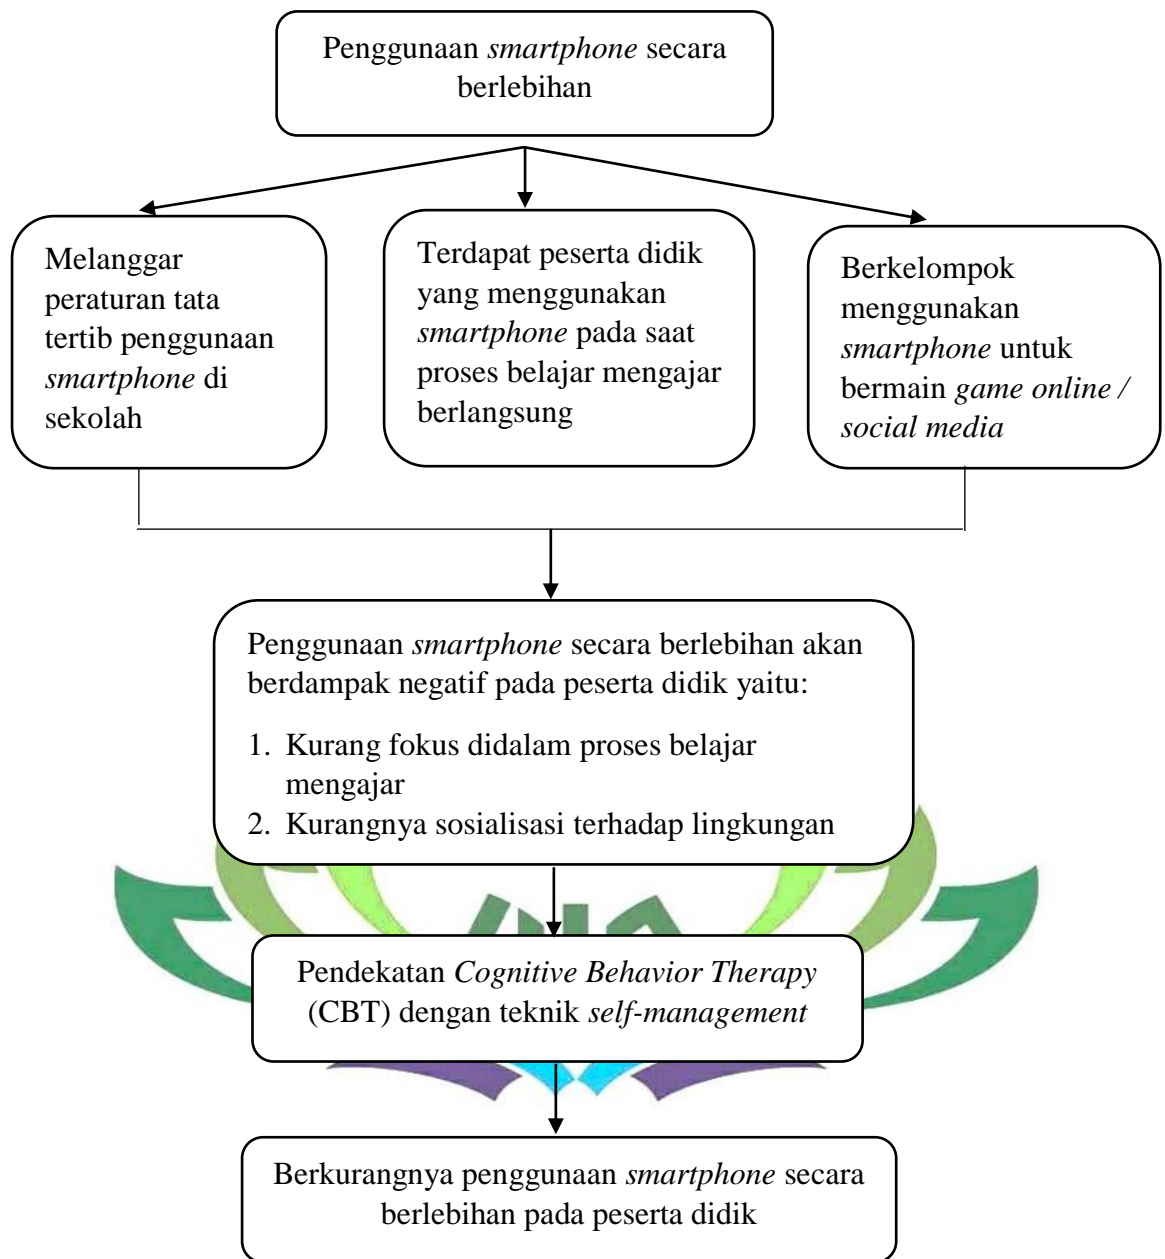 Penggunaan smartphone secara
berlebihan
Melanggar
peraturan tata
tertib penggunaan
smartphone di
sekolah
Terdapat peserta didik
yang menggunakan
smartphone pada saat
proses belajar mengajar
berlangsung
Berkelompok
menggunakan
smartphone untuk
bermain game online /
social media
Penggunaan smartphone secara berlebihan akan
berdampak negatif pada peserta didik yaitu:
1. Kurang fokus didalam proses belajar
mengajar
2. Kurangnya sosialisasi terhadap lingkungan
Pendekatan Cognitive Behavior Therapy
(CBT) dengan teknik self-management
Berkurangnya penggunaan smartphone secara
berlebihan pada peserta didik